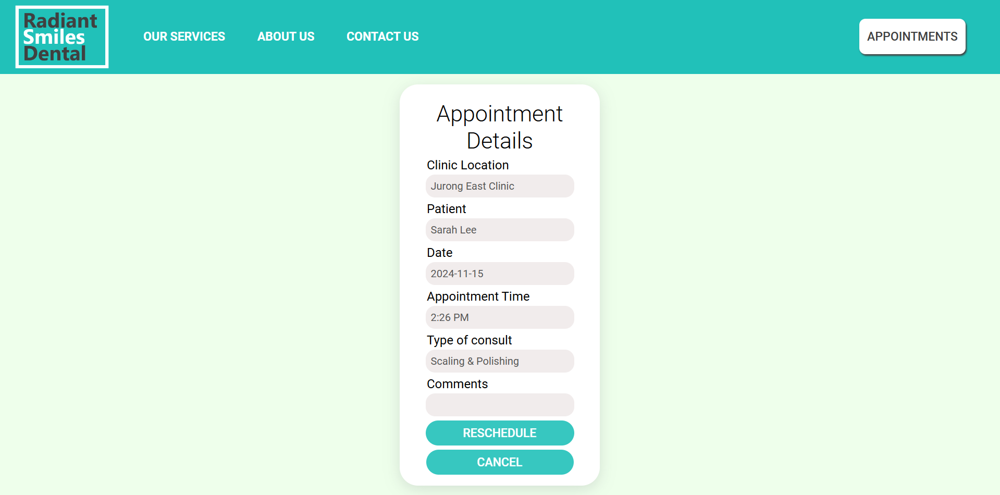 Radiant
Smiles
Dental
OUR SERVICES
ABOUT US
CONTACT US
APPOINTMENTS
Appointment
Details
Clinic Location
Jurong East Clinic
Patient
Sarah Lee
Date
2024-11-15
Appointment Time
2:26 PM
Type of consult
Scaling & Polishing
Comments
RESCHEDULE
CANCEL